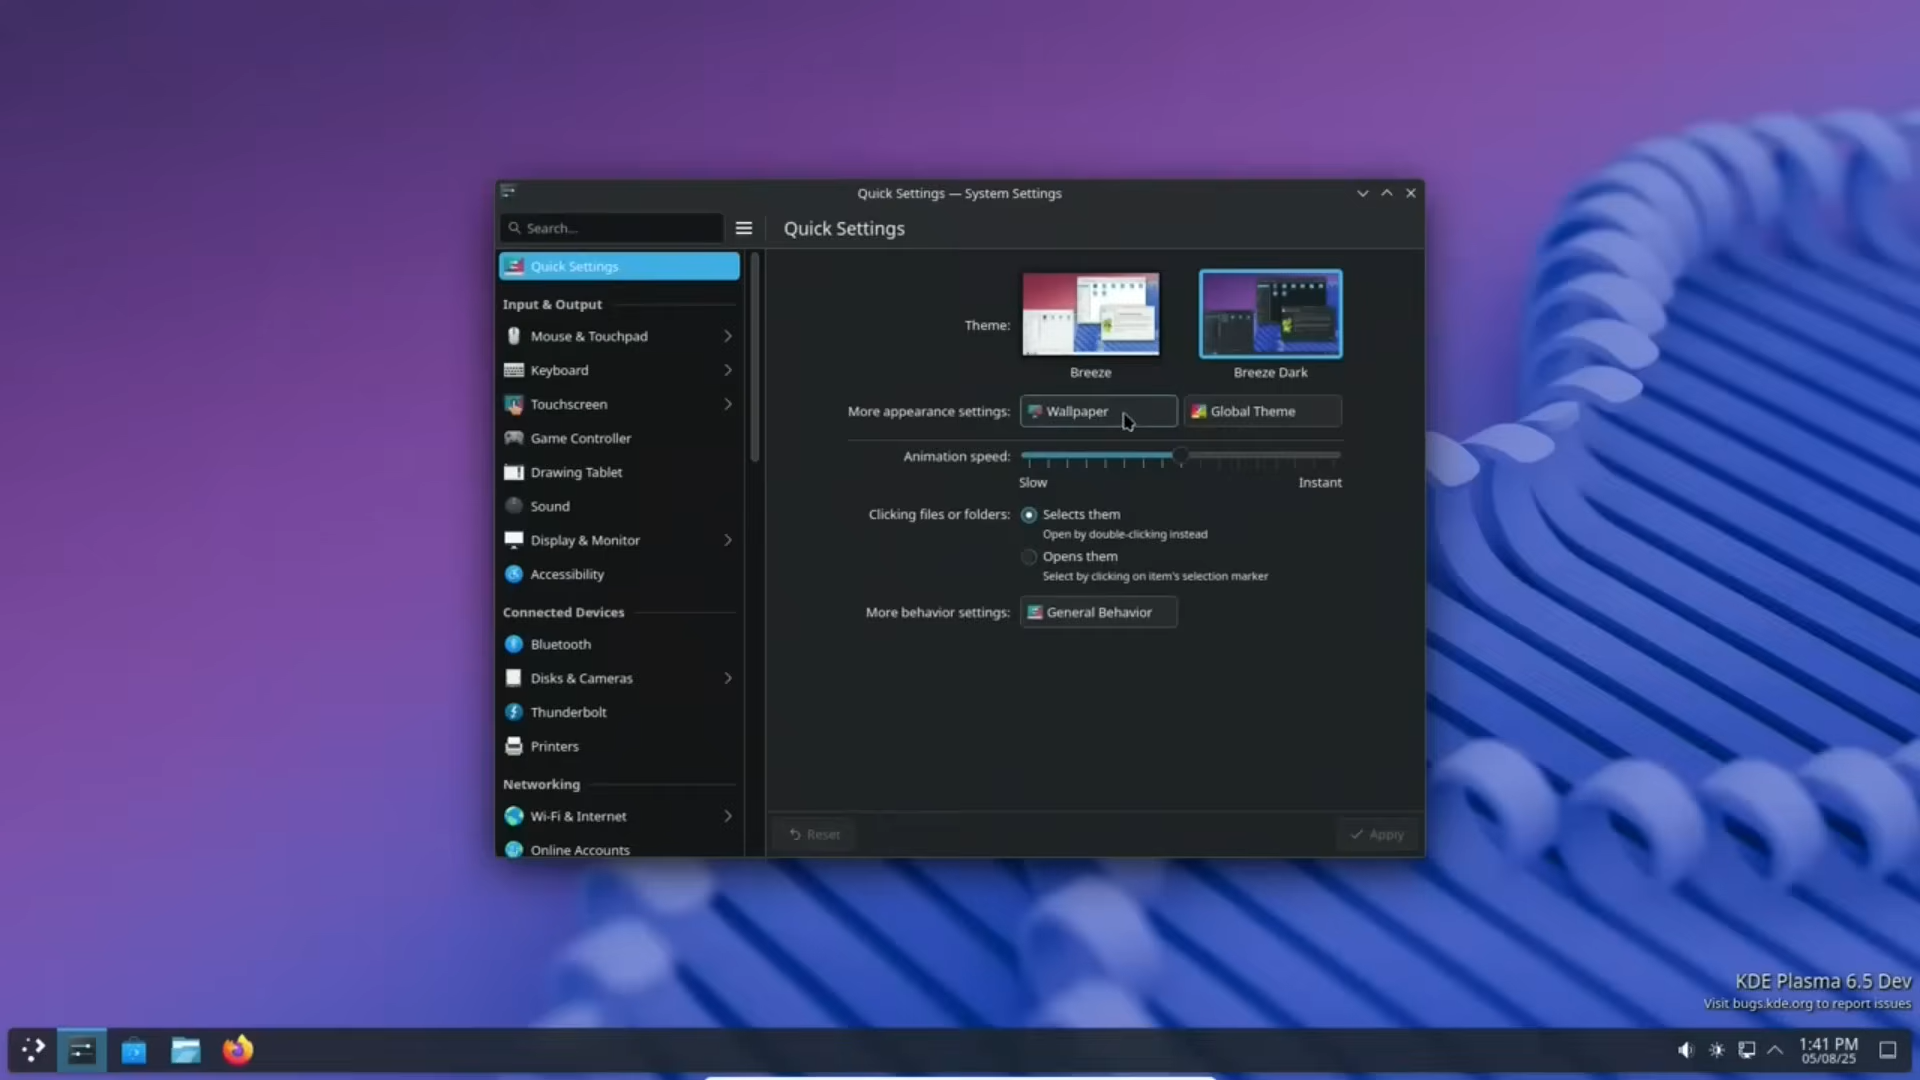 Quick Settings — System Settings
Search...
Quick Settings
Quick Settings
Input & Output
Mouse & Touchpad
Keyboard
Touchscreen
Game Controller
Drawing Tablet
Sound
Display & Monitor
Accessibility
Connected Devices
Bluetooth
Disks & Cameras
Thunderbolt
Printers
Networking
Wi-Fi & Internet
Online Accounts
Theme:
Breeze
Breeze Dark
More appearance settings:
Wallpaper
Global Theme
Animation speed:
Slow
Instant
Clicking files or folders:
Selects them
Open by double-clicking instead
Opens them
Select by clicking on item's selection marker
More behavior settings:
General Behavior
Reset
Apply
KDE Plasma 6.5 Dev
Visit bugs.kde.org to report issues
1:41 PM
05/08/25